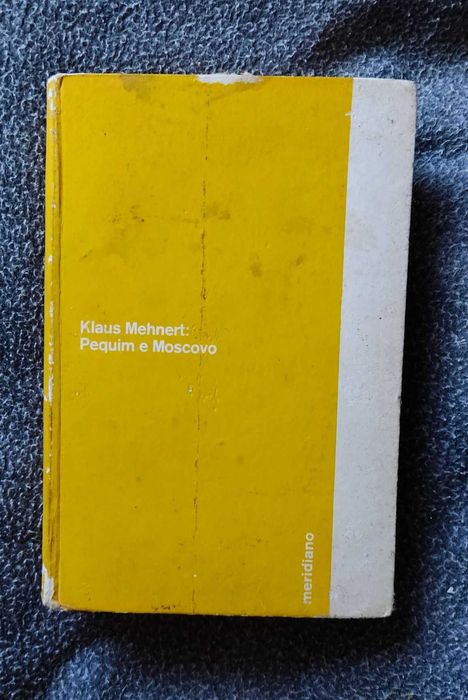 Klaus Mehnert:
Pequim e Moscovo
meridiano